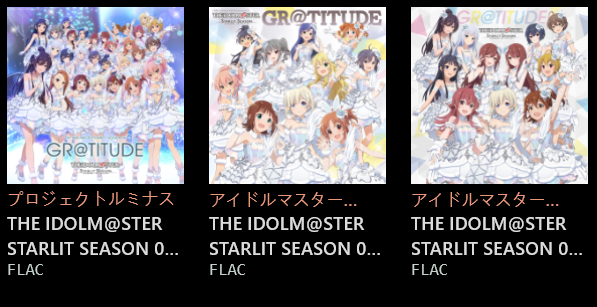 GR@TITUDE
THE IDOLM@STER
STARLIT SEASON
プロジェクトルミナス
THE IDOLM@STER
STARLIT SEASON 0...
FLAC
THE IDOLM@STER
GR@TITUDE
アイドルマスター...
THE IDOLM@STER
STARLIT SEASON 0...
FLAC
GR@TITUDE
THE IDOLM@STER
アイドルマスター...
THE IDOLM@STER
STARLIT SEASON 0...
FLAC